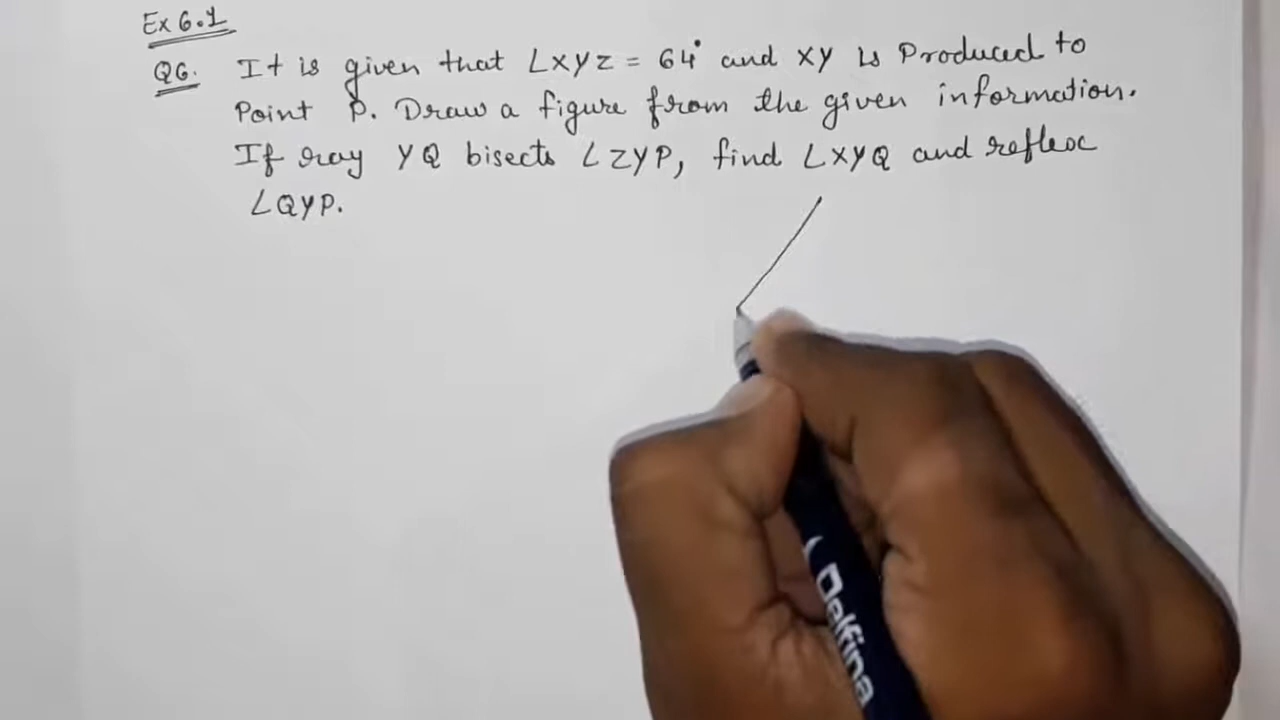 Ex 6.1
Q6. It is given that ∠XYZ = 64° and XY is Produced to
Point P. Draw a figure from the given information.
If ray YQ bisects ∠ZYP, find ∠XYQ and reflex
∠QYP.
Delfina